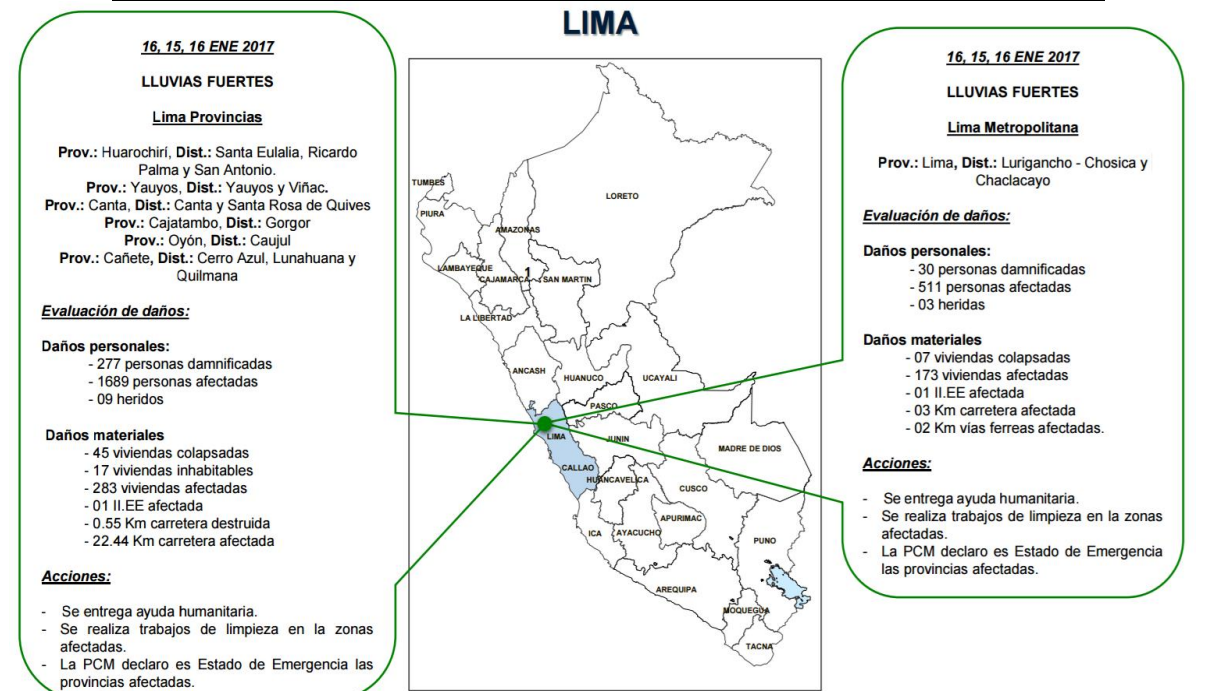 LIMA
16, 15, 16 ENE 2017
LLUVIAS FUERTES
Lima Provincias
Prov.: Huarochirí, Dist.: Santa Eulalia, Ricardo
Palma y San Antonio.
Prov.: Yauyos, Dist.: Yauyos y Viñac.
Prov.: Canta, Dist.: Canta y Santa Rosa de Quives
Prov.: Cajatambo, Dist.: Gorgor
Prov.: Oyón, Dist.: Caujul
Prov.: Cañete, Dist.: Cerro Azul, Lunahuana y
Quilmana
Evaluación de daños:
Daños personales:
- 277 personas damnificadas
- 1689 personas afectadas
- 09 heridos
Daños materiales
- 45 viviendas colapsadas
- 17 viviendas inhabitables
- 283 viviendas afectadas
- 01 II.EE afectada
- 0.55 Km carretera destruida
- 22.44 Km carretera afectada
Acciones:
- Se entrega ayuda humanitaria.
- Se realiza trabajos de limpieza en la zonas
afectadas.
- La PCM declaro es Estado de Emergencia las
provincias afectadas.
TUMBES
PIURA
LORETO
AMAZONAS
LAMBAYEQUE
CAJAMARCA
1
SAN MARTIN
LA LIBERTAD
ANCASH
HUANUCO
UCAYALI
PASCO
LIMA
JUNIN
MADRE DE DIOS
CALLAO
HUANCAVELICA
CUSCO
ICA
AYACUCHO
APURIMAC
PUNO
AREQUIPA
MOQUEGUA
TACNA
16, 15, 16 ENE 2017
LLUVIAS FUERTES
Lima Metropolitana
Prov.: Lima, Dist.: Lurigancho - Chosica y
Chaclacayo
Evaluación de daños:
Daños personales:
- 30 personas damnificadas
- 511 personas afectadas
- 03 heridas
Daños materiales
- 07 viviendas colapsadas
- 173 viviendas afectadas
- 01 II.EE afectada
- 03 Km carretera afectada
- 02 Km vías ferreas afectadas.
Acciones:
- Se entrega ayuda humanitaria.
- Se realiza trabajos de limpieza en la zonas
afectadas.
- La PCM declaro es Estado de Emergencia
las provincias afectadas.